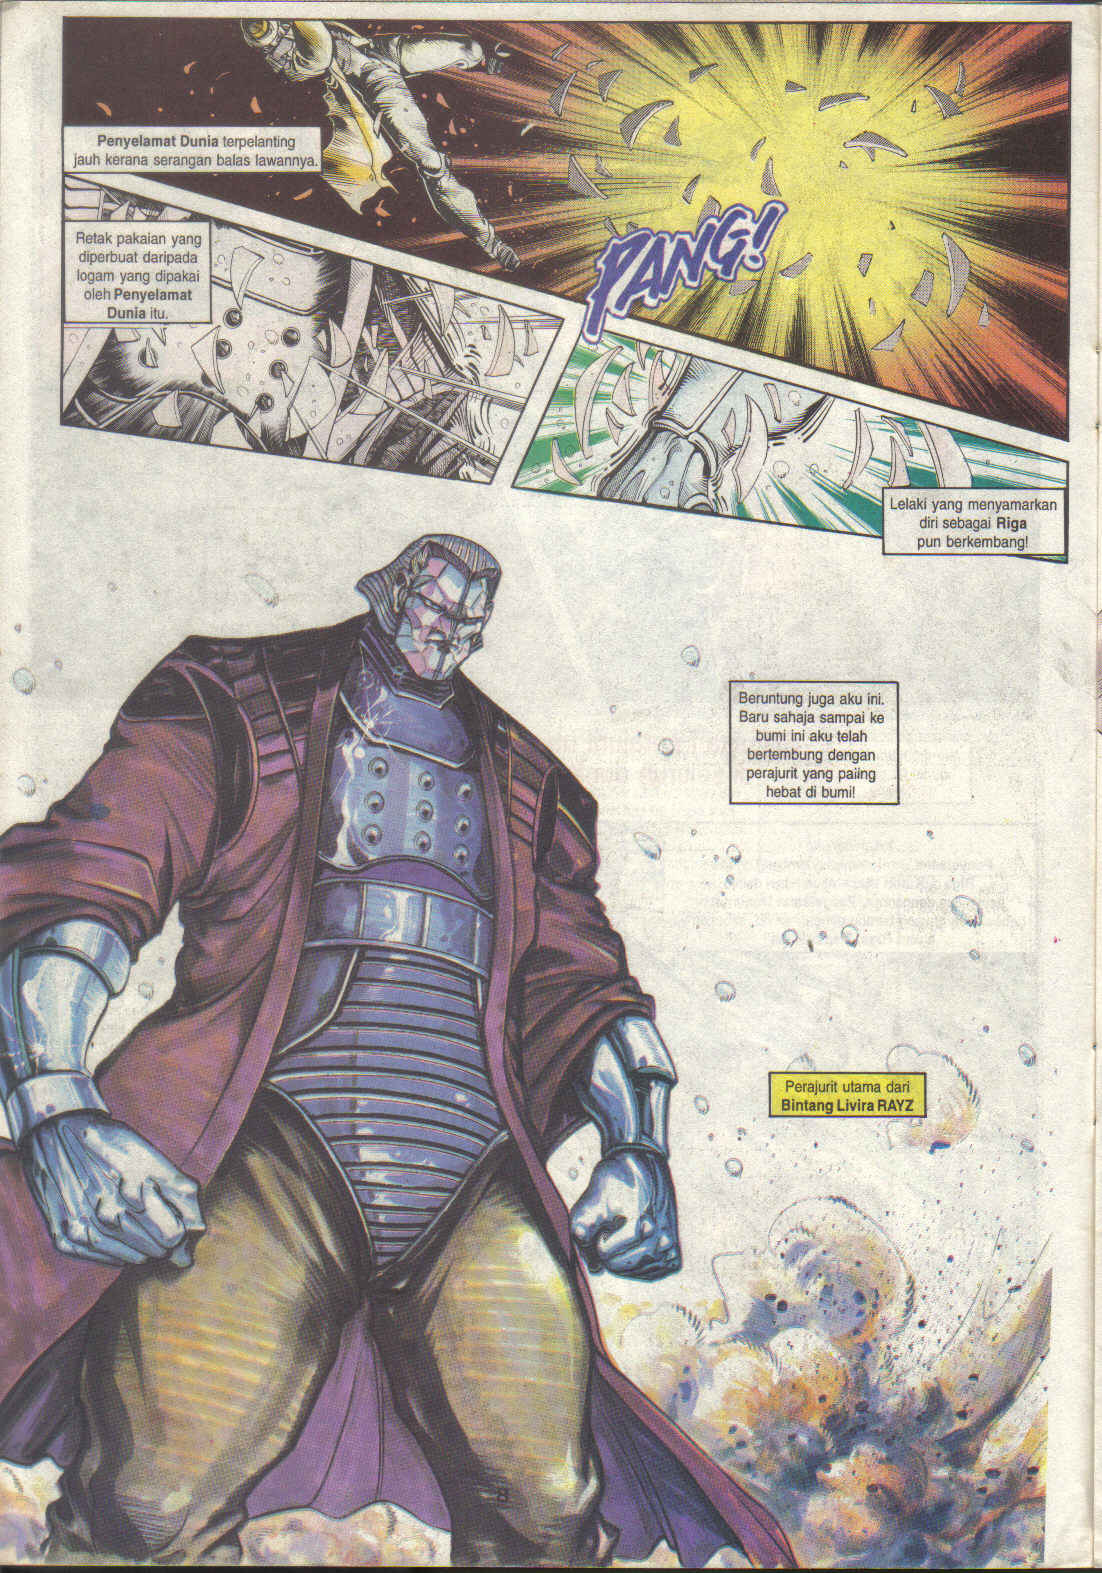 Penyelamat Dunia terpelanting
jauh kerana serangan balas lawannya.
PANG!
Retak pakaian yang
diperbuat daripada
logam yang dipakai
oleh Penyelamat
Dunia itu.
Lelaki yang menyamarkan
diri sebagai Riga
pun berkembang!
Beruntung juga aku ini.
Baru sahaja sampai ke
bumi ini aku telah
bertembung dengan
perajurit yang paiing
hebat di bumi!
Perajurit utama dari
Bintang Livira RAYZ
8